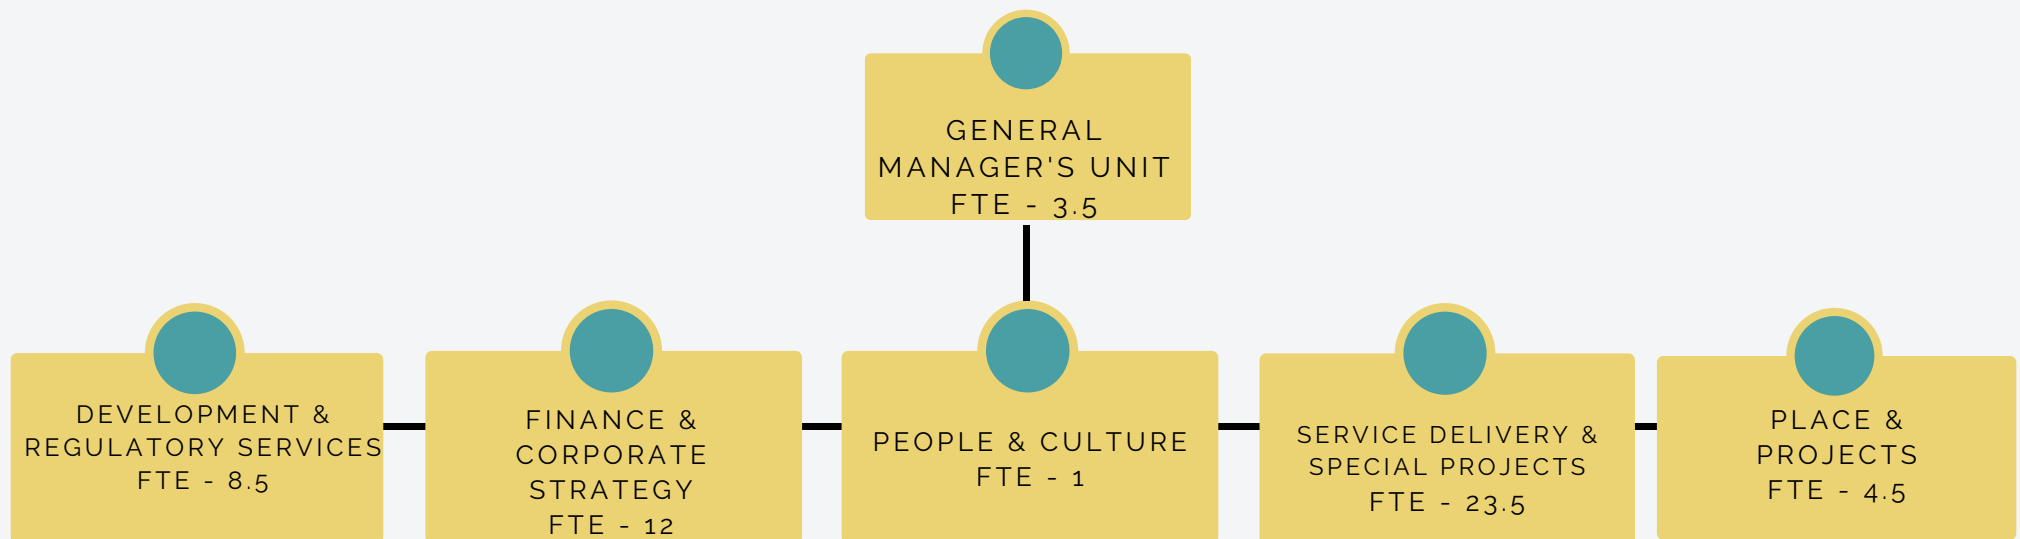 GENERAL
MANAGER'S UNIT
FTE - 3.5
DEVELOPMENT &
REGULATORY SERVICES
FTE - 8.5
FINANCE &
CORPORATE
STRATEGY
FTE - 12
PEOPLE & CULTURE
FTE - 1
SERVICE DELIVERY &
SPECIAL PROJECTS
FTE - 23.5
PLACE &
PROJECTS
FTE - 4.5